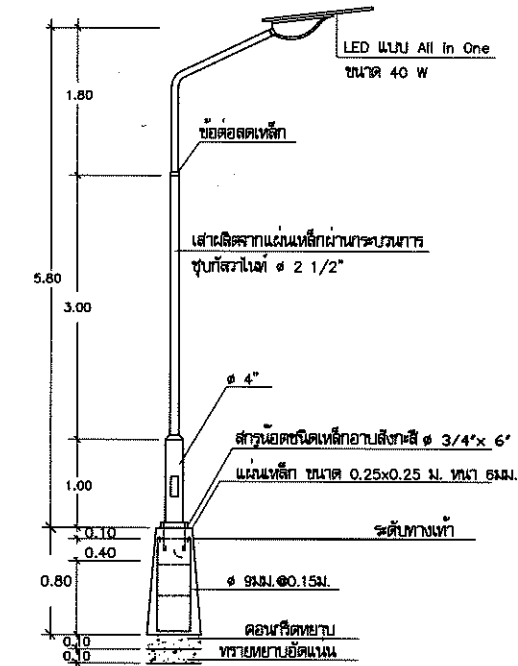 LED แบบ All in One
ขนาด 40 W
1.80
ข้อต่อลดเหล็ก
เสาผลิตจากแผ่นเหล็กผ่านกระบวนการ
ชุบกัลวาไนท์ ø 2 1/2"
5.80
3.00
ø 4"
สกรูน๊อตชนิดเหล็กอาบสังกะสี ø 3/4"x 6"
แผ่นเหล็ก ขนาด 0.25x0.25 ม. หนา 6มม.
1.00
ระดับทางเท้า
0.10
0.40
0.80
ø 9มม.@0.15ม.
คอนกรีตหยาบ
0.10
ทรายหยาบอัดแน่น
0.10